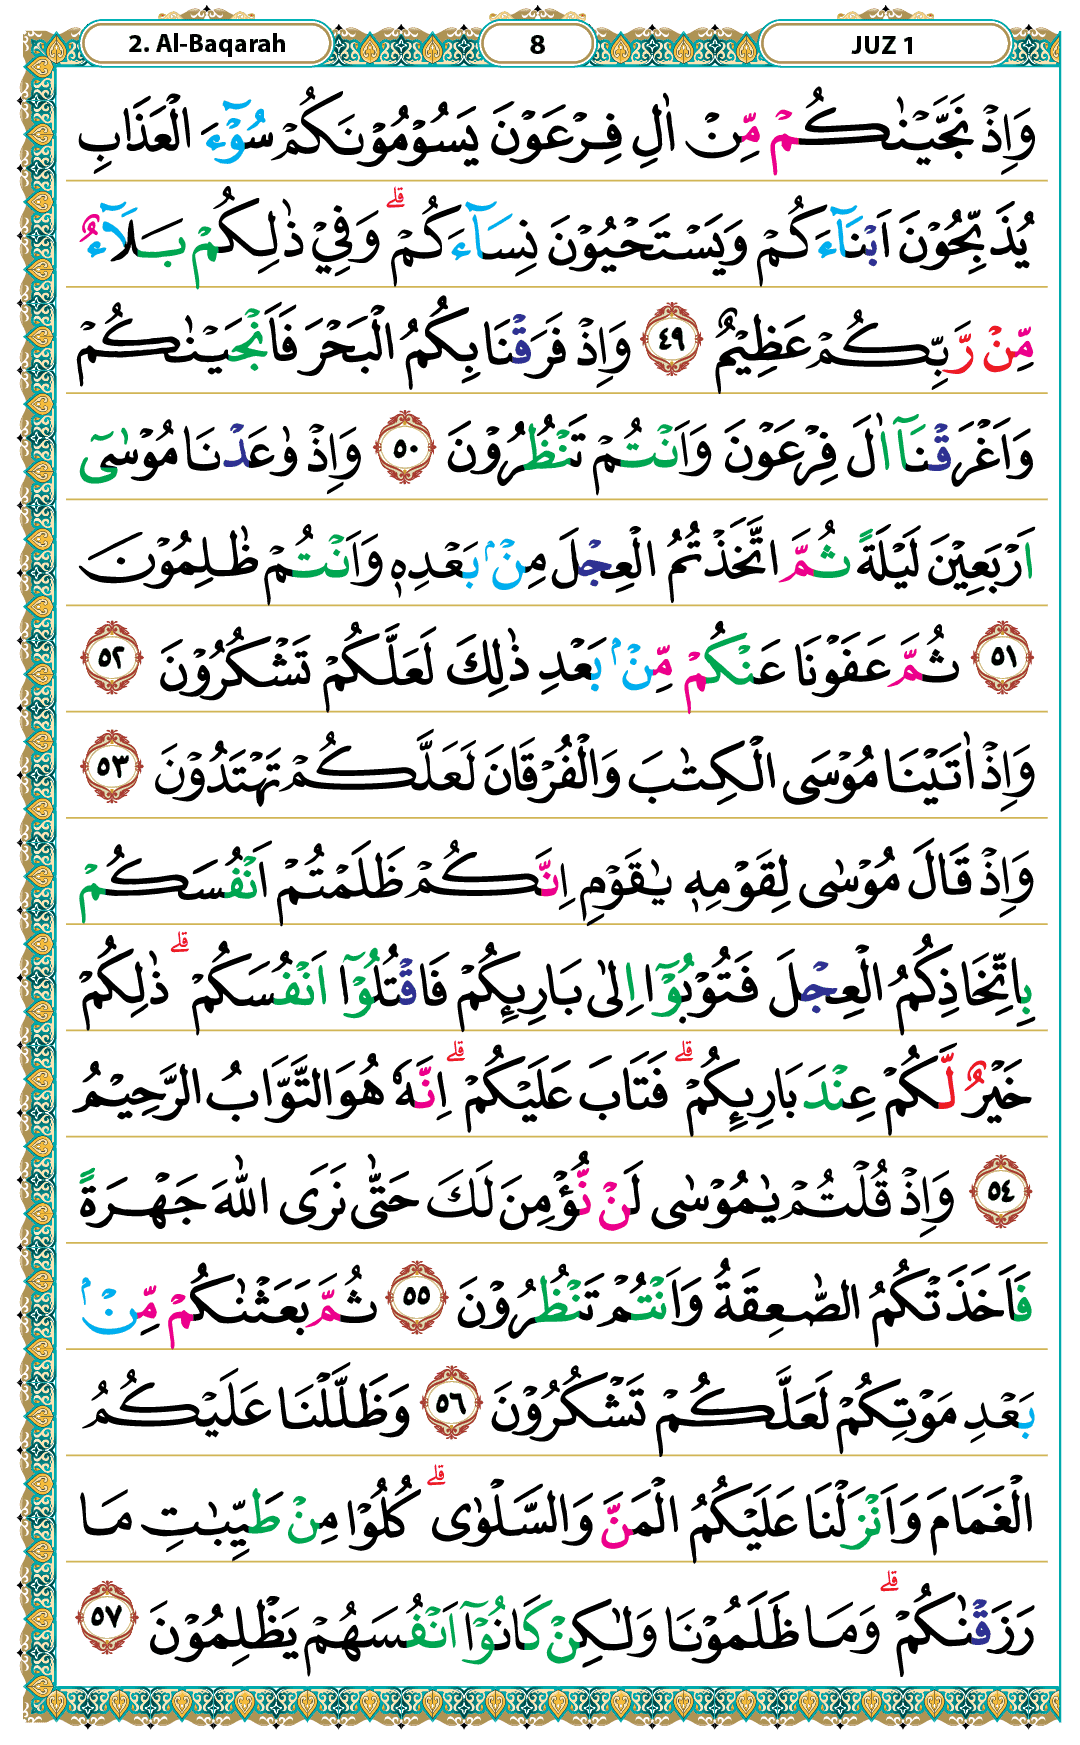 2. Al-Baqarah 8 JUZ 1
وَاِذْ نَجَّيْنٰكُمْ مِّنْ اٰلِ فِرْعَوْنَ يَسُوْمُوْنَكُمْ سُوْٓءَ الْعَذَابِ
يُذَبِّحُوْنَ اَبْنَآءَكُمْ وَيَسْتَحْيُوْنَ نِسَآءَكُمْ ۗ وَفِيْ ذٰلِكُمْ بَلَآءٌ
مِّنْ رَّبِّكُمْ عَظِيْمٌ ٤٩ وَاِذْ فَرَقْنَا بِكُمُ الْبَحْرَ فَاَنْجَيْنٰكُمْ
وَاَغْرَقْنَآ اٰلَ فِرْعَوْنَ وَاَنْتُمْ تَنْظُرُوْنَ ٥٠ وَاِذْ وٰعَدْنَا مُوْسٰٓى
اَرْبَعِيْنَ لَيْلَةً ثُمَّ اتَّخَذْتُمُ الْعِجْلَ مِنْۢ بَعْدِهٖ وَاَنْتُمْ ظٰلِمُوْنَ
٥١ ثُمَّ عَفَوْنَا عَنْكُمْ مِّنْۢ بَعْدِ ذٰلِكَ لَعَلَّكُمْ تَشْكُرُوْنَ ٥٢
وَاِذْ اٰتَيْنَا مُوْسَى الْكِتٰبَ وَالْفُرْقَانَ لَعَلَّكُمْ تَهْتَدُوْنَ ٥٣
وَاِذْ قَالَ مُوْسٰى لِقَوْمِهٖ يٰقَوْمِ اِنَّكُمْ ظَلَمْتُمْ اَنْفُسَكُمْ
بِاتِّخَاذِكُمُ الْعِجْلَ فَتُوْبُوْٓا اِلٰى بَارِىِٕكُمْ فَاقْتُلُوْٓا اَنْفُسَكُمْ ۗ ذٰلِكُمْ
خَيْرٌ لَّكُمْ عِنْدَ بَارِىِٕكُمْ ۗ فَتَابَ عَلَيْكُمْ ۗ اِنَّهٗ هُوَ التَّوَّابُ الرَّحِيْمُ
٥٤ وَاِذْ قُلْتُمْ يٰمُوْسٰى لَنْ نُّؤْمِنَ لَكَ حَتّٰى نَرَى اللّٰهَ جَهْرَةً
فَاَخَذَتْكُمُ الصّٰعِقَةُ وَاَنْتُمْ تَنْظُرُوْنَ ٥٥ ثُمَّ بَعَثْنٰكُمْ مِّنْۢ
بَعْدِ مَوْتِكُمْ لَعَلَّكُمْ تَشْكُرُوْنَ ٥٦ وَظَلَّلْنَا عَلَيْكُمُ
الْغَمَامَ وَاَنْزَلْنَا عَلَيْكُمُ الْمَنَّ وَالسَّلْوٰى ۗ كُلُوْا مِنْ طَيِّبٰتِ مَا
رَزَقْنٰكُمْ ۗ وَمَا ظَلَمُوْنَا وَلٰكِنْ كَانُوْٓا اَنْفُسَهُمْ يَظْلِمُوْنَ ٥٧